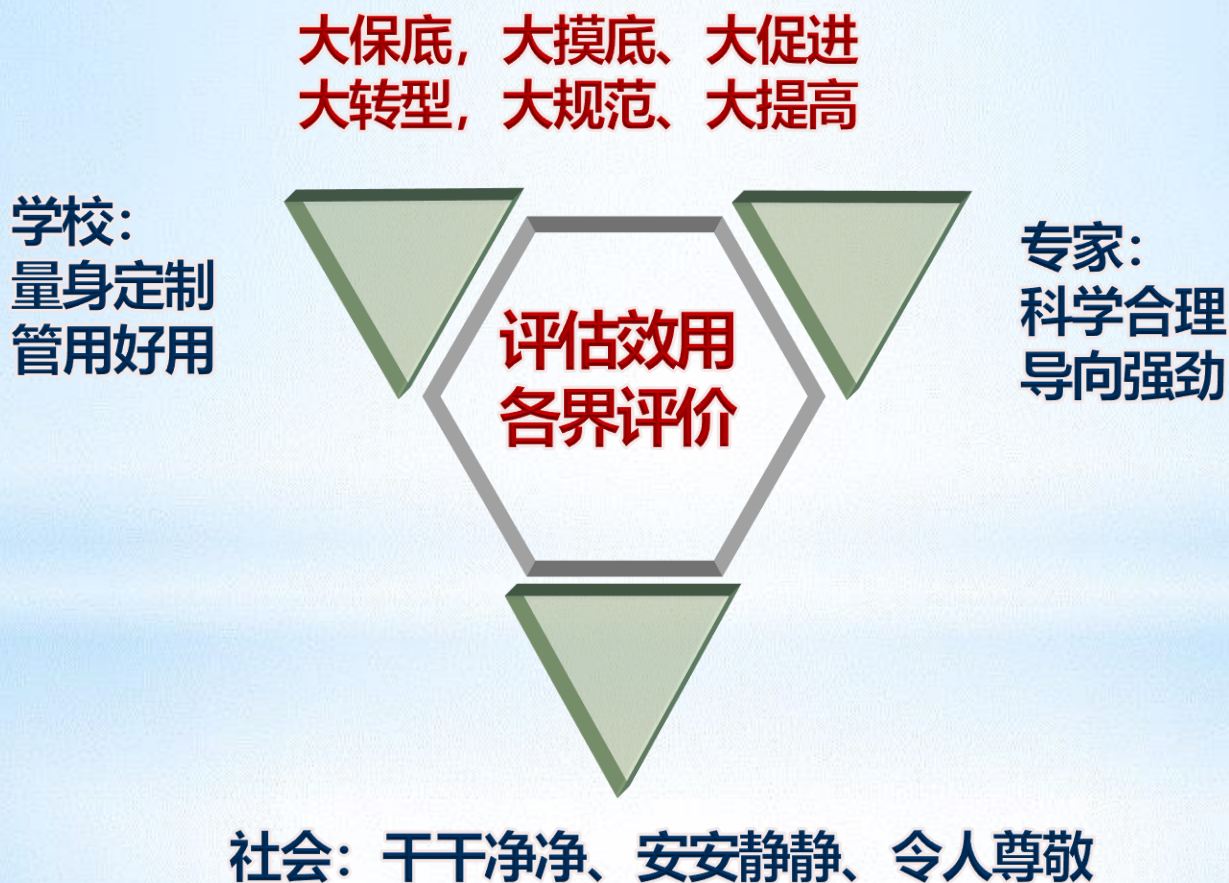 大保底，大摸底、大促进
大转型，大规范、大提高
学校：
量身定制
管用好用
专家：
科学合理
导向强劲
评估效用
各界评价
社会：干干净净、安安静静、令人尊敬